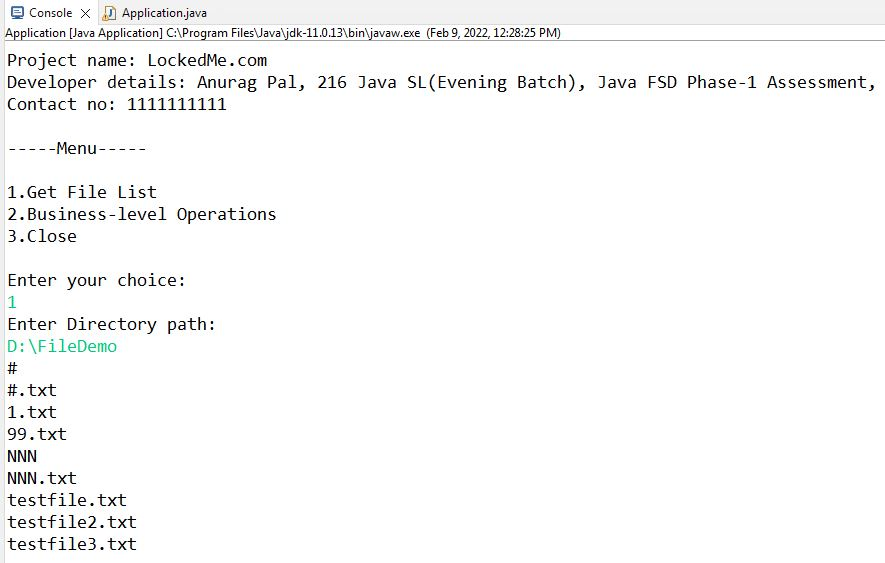 Console Application.java
Application [Java Application] C:\Program Files\Java\jdk-11.0.13\bin\javaw.exe (Feb 9, 2022, 12:28:25 PM)
Project name: LockedMe.com
Developer details: Anurag Pal, 216 Java SL(Evening Batch), Java FSD Phase-1 Assessment,
Contact no: 1111111111
-----Menu-----
1.Get File List
2.Business-level Operations
3.Close
Enter your choice:
1
Enter Directory path:
D:\FileDemo
#
#.txt
1.txt
99.txt
NNN
NNN.txt
testfile.txt
testfile2.txt
testfile3.txt